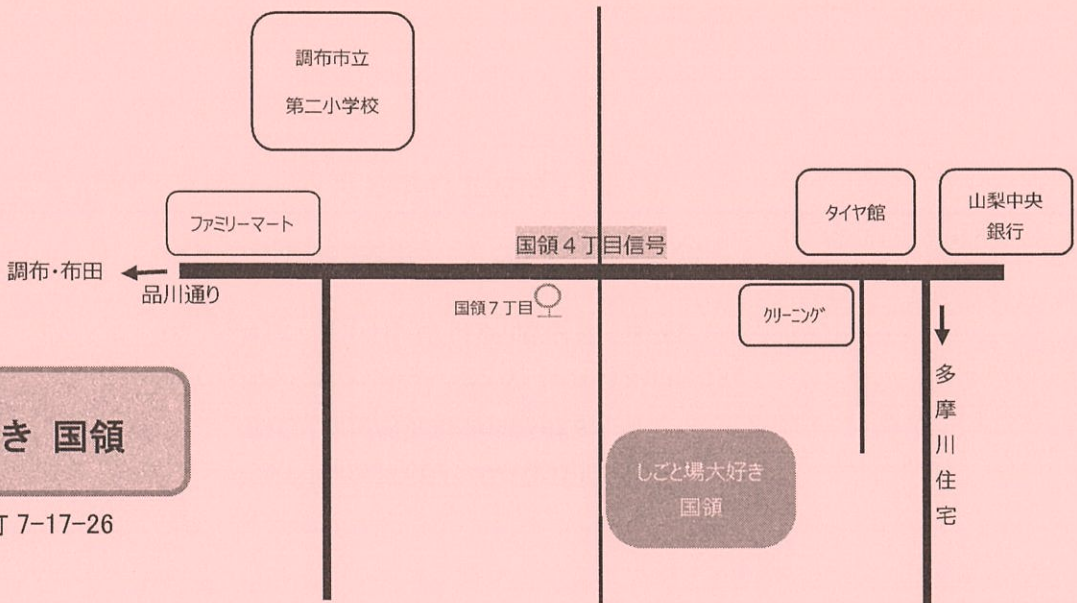 調布市立
第二小学校
ファミリーマート
タイヤ館
山梨中央
銀行
国領４丁目信号
調布・布田
品川通り
国領７丁目
クリーニング
多摩川住宅
き 国領
しごと場大好き
国領
丁 7-17-26